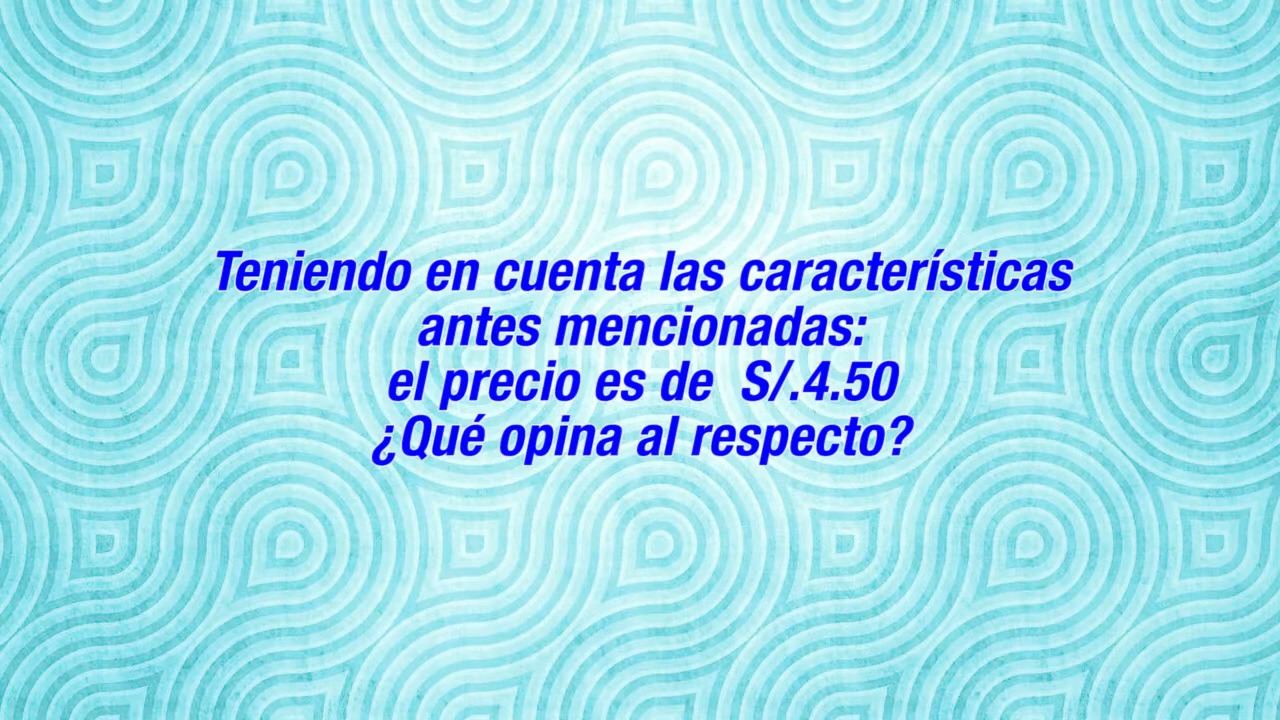 Teniendo en cuenta las características
antes mencionadas:
el precio es de  S/.4.50
¿Qué opina al respecto?